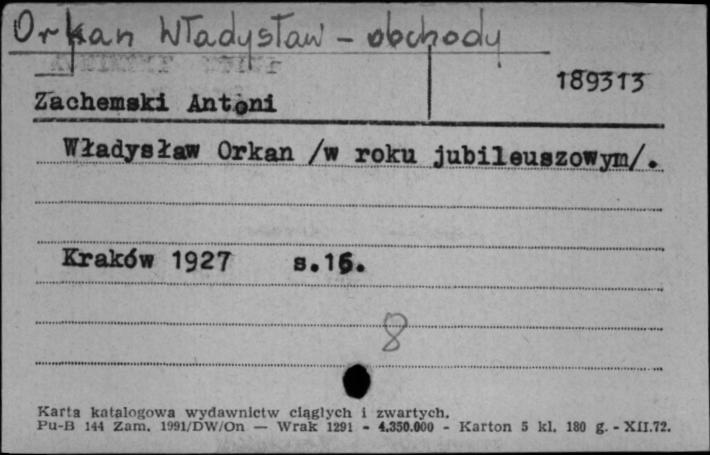 Orkan Władysław - obchody
189313
Zachemski Antoni
Władysław Orkan /w roku jubileuszowym/.
Kraków 1927 s.16.
8
Karta katalogowa wydawnictw ciągłych i zwartych.
Pu-B 144 Zam. 1991/DW/On — Wrak 1291 - 4.350.000 - Karton 5 kl. 180 g. - XII.72.